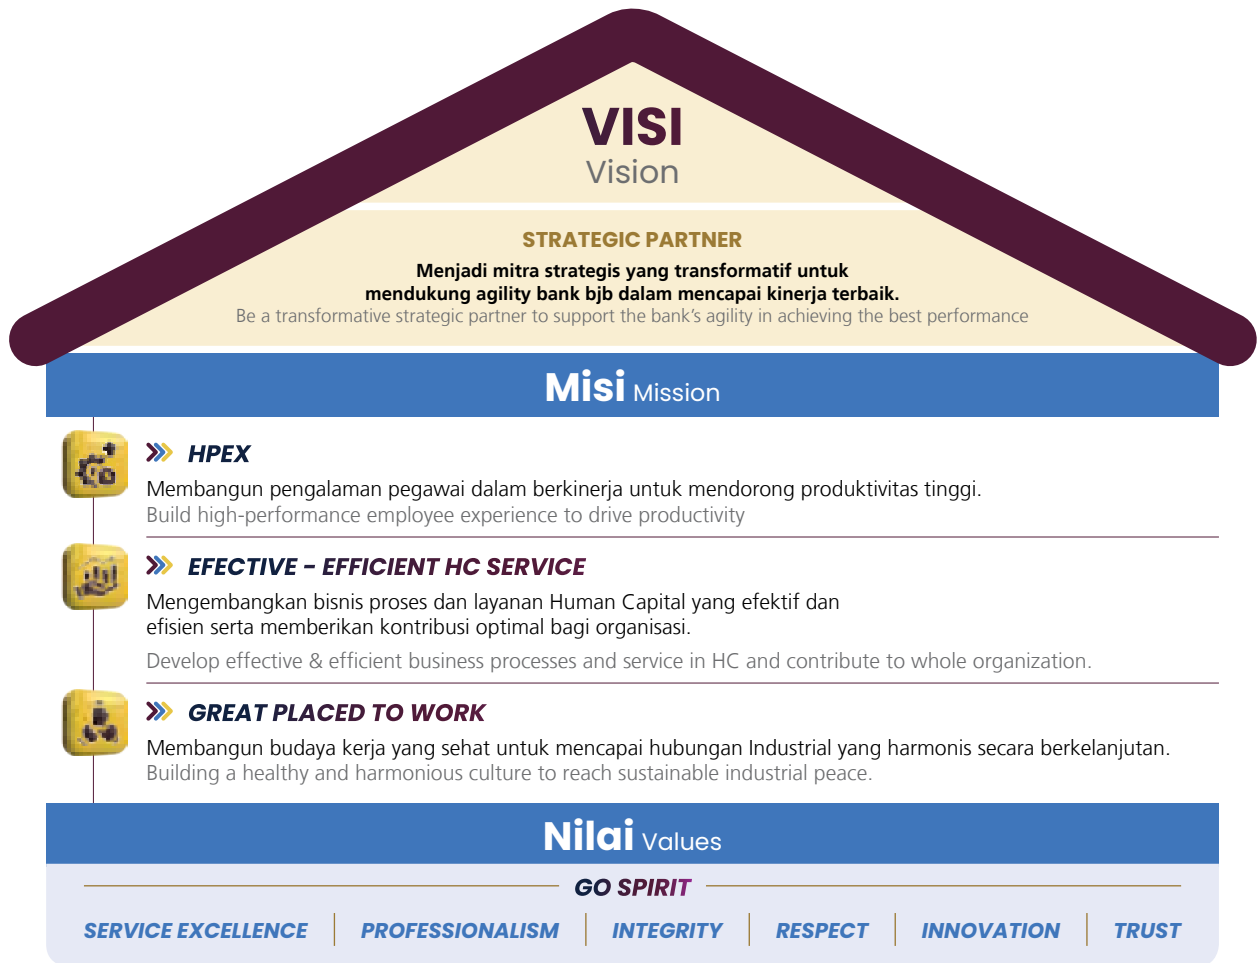 VISI
Vision
STRATEGIC PARTNER
Menjadi mitra strategis yang transformatif untuk
mendukung agility bank bjb dalam mencapai kinerja terbaik.
Be a transformative strategic partner to support the bank's agility in achieving the best performance
Misi Mission
HPEX
Membangun pengalaman pegawai dalam berkinerja untuk mendorong produktivitas tinggi.
Build high-performance employee experience to drive productivity
EFECTIVE - EFFICIENT HC SERVICE
Mengembangkan bisnis proses dan layanan Human Capital yang efektif dan
efisien serta memberikan kontribusi optimal bagi organisasi.
Develop effective & efficient business processes and service in HC and contribute to whole organization.
GREAT PLACED TO WORK
Membangun budaya kerja yang sehat untuk mencapai hubungan Industrial yang harmonis secara berkelanjutan.
Building a healthy and harmonious culture to reach sustainable industrial peace.
Nilai Values
GO SPIRIT
SERVICE EXCELLENCE PROFESSIONALISM INTEGRITY RESPECT INNOVATION TRUST